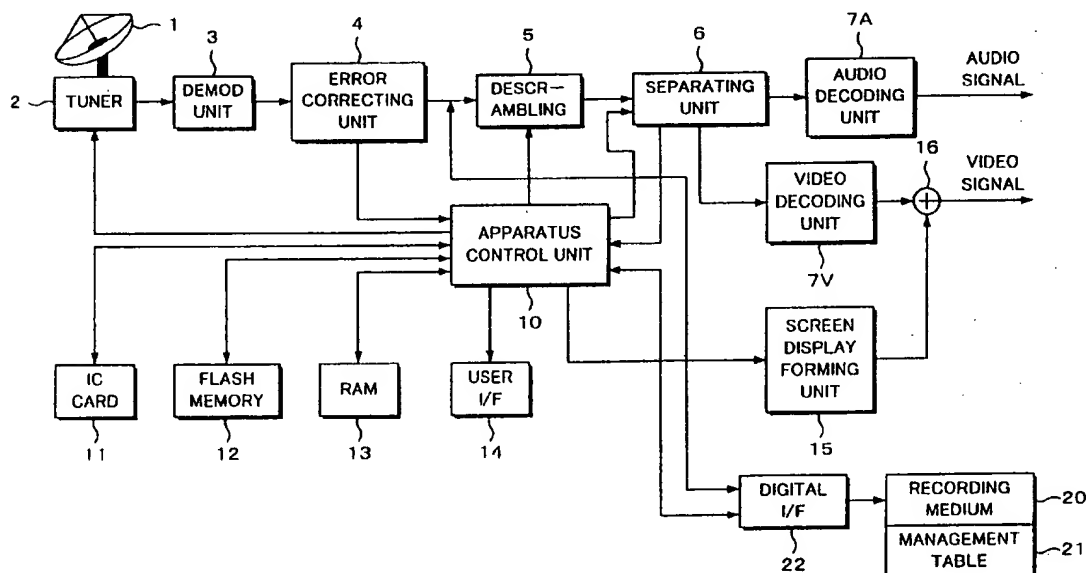 1
2
TUNER
3
DEMOD
UNIT
4
ERROR
CORRECTING
UNIT
5
DESCR-
AMBLING
6
SEPARATING
UNIT
7A
AUDIO
DECODING
UNIT
AUDIO
SIGNAL
16
VIDEO
SIGNAL
VIDEO
DECODING
UNIT
7V
APPARATUS
CONTROL UNIT
10
SCREEN
DISPLAY
FORMING
UNIT
15
IC
CARD
11
FLASH
MEMORY
12
RAM
13
USER
I/F
14
DIGITAL
I/F
22
RECORDING
MEDIUM
20
MANAGEMENT
TABLE
21